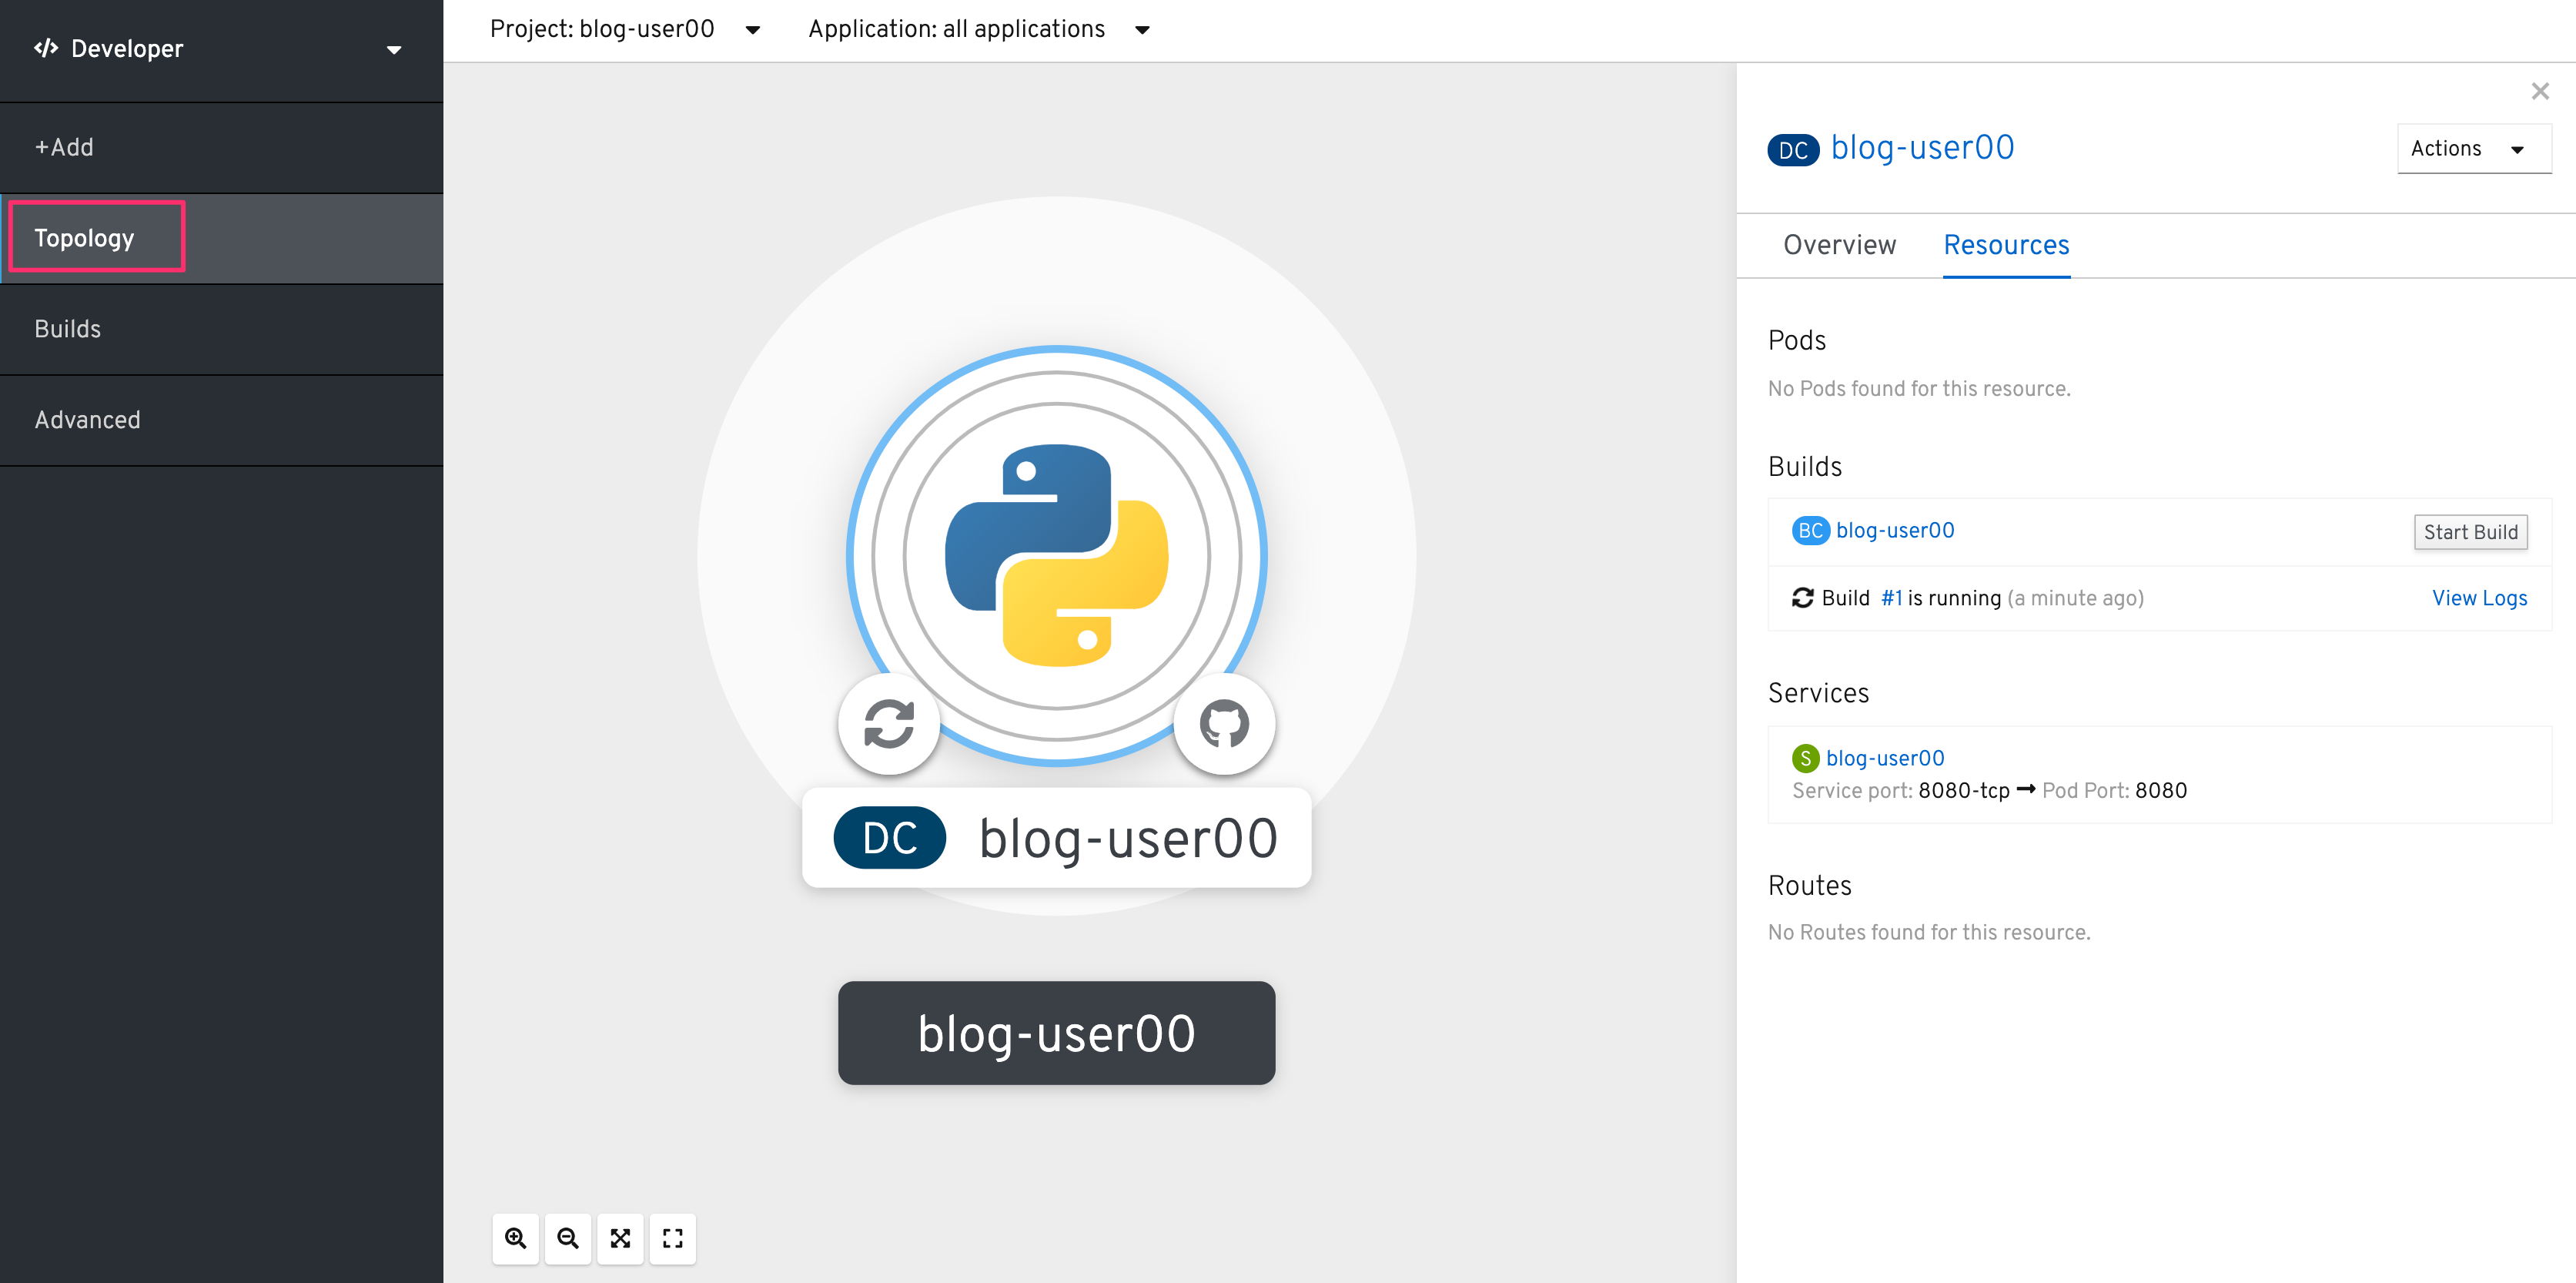 Developer
+Add
Topology
Builds
Advanced
Project: blog-user00
Application: all applications
DC blog-user00
blog-user00
DC blog-user00
Actions
Overview Resources
Pods
No Pods found for this resource.
Builds
BC blog-user00
Start Build
Build #1 is running (a minute ago)
View Logs
Services
S blog-user00
Service port: 8080-tcp → Pod Port: 8080
Routes
No Routes found for this resource.